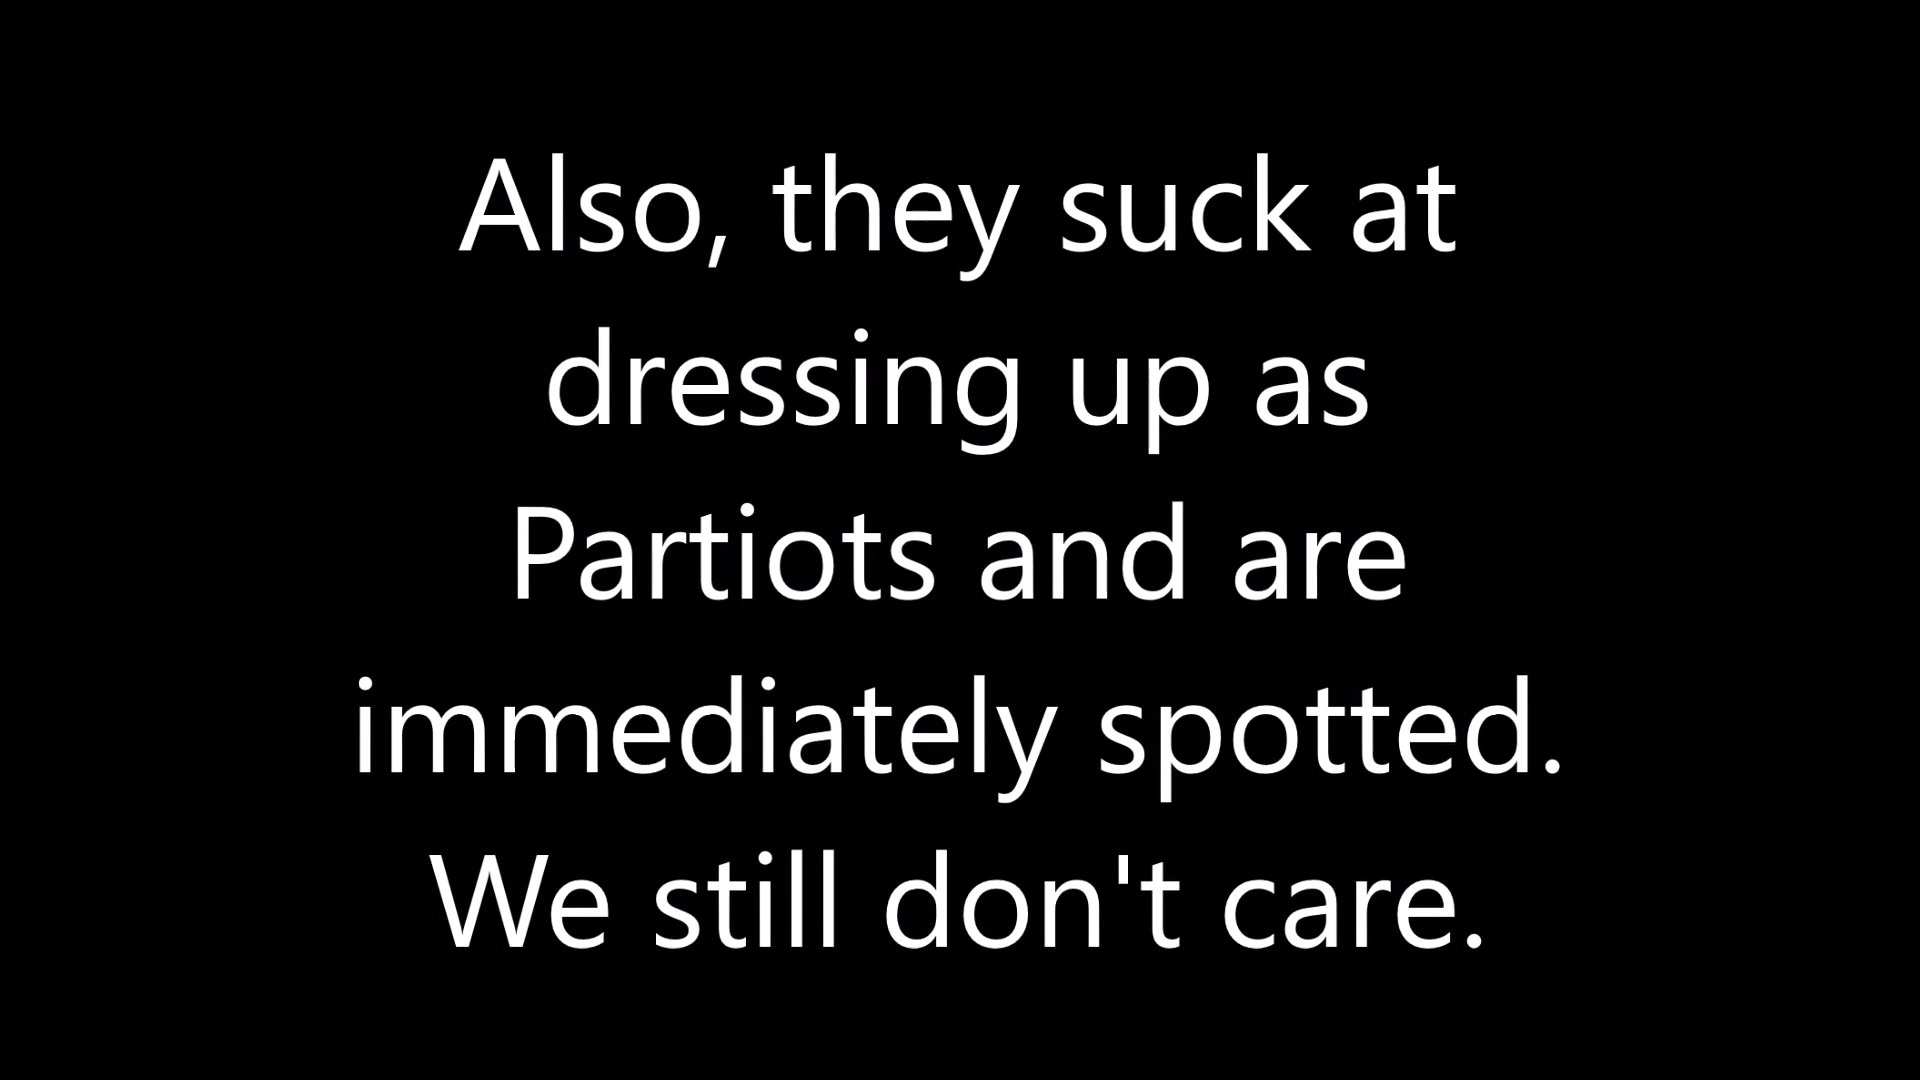 Also, they suck at
dressing up as
Partiots and are
immediately spotted.
We still don't care.